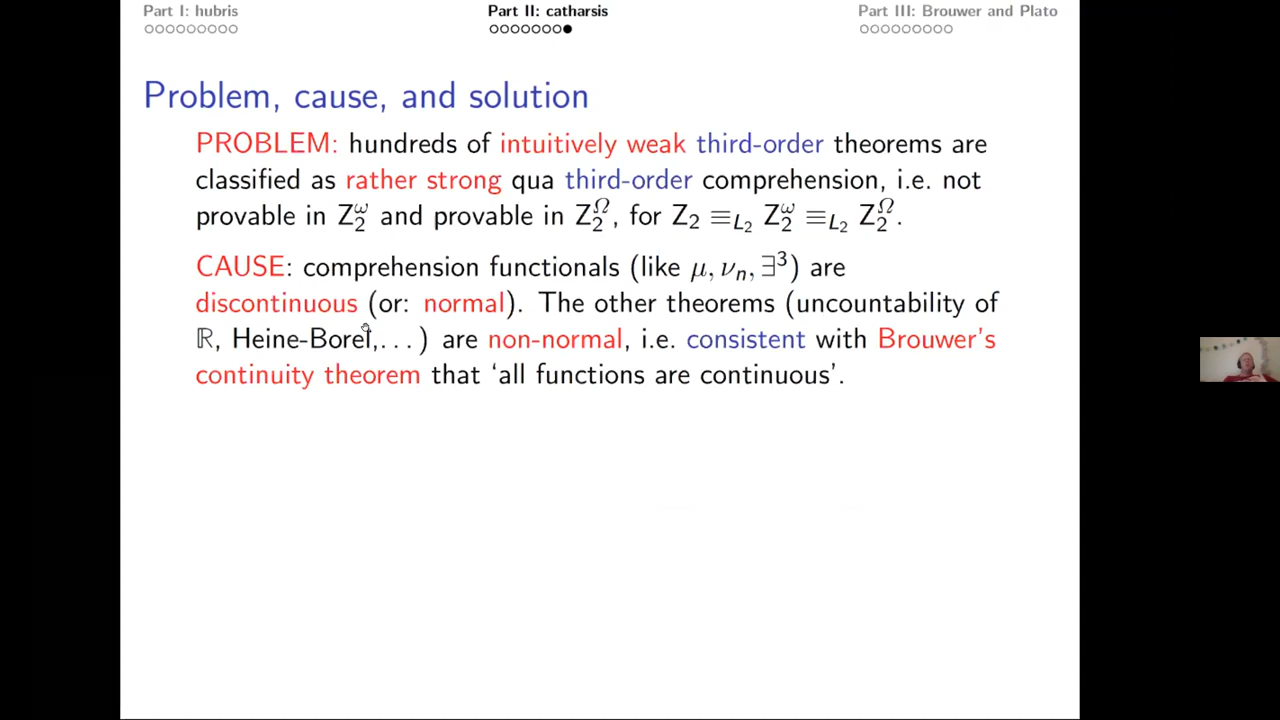 Part I: hubris
Part II: catharsis
Part III: Brouwer and Plato
Problem, cause, and solution
PROBLEM: hundreds of intuitively weak third-order theorems are
classified as rather strong qua third-order comprehension, i.e. not
provable in Z₂^ω and provable in Z₂^Ω, for Z₂ ≡_L₂ Z₂^ω ≡_L₂ Z₂^Ω.
CAUSE: comprehension functionals (like μ, ν_n, ∃³) are
discontinuous (or: normal). The other theorems (uncountability of
ℝ, Heine-Borel,...) are non-normal, i.e. consistent with Brouwer's
continuity theorem that ‘all functions are continuous’.